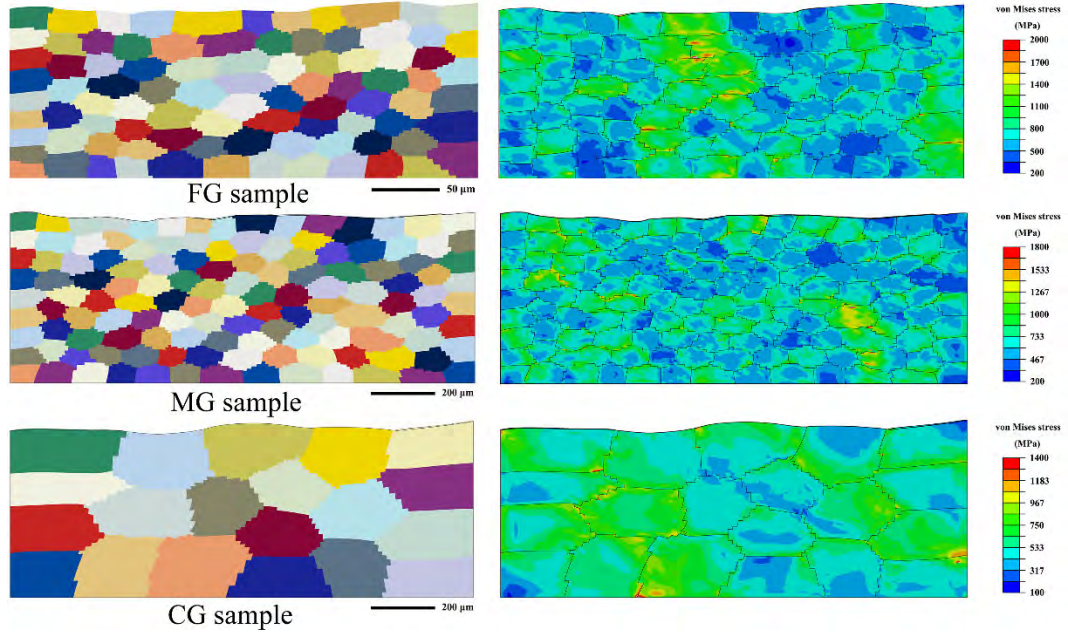 von Mises stress
(MPa)
2000
1700
1400
1100
800
500
200
FG sample
50 µm
von Mises stress
(MPa)
1800
1533
1267
1000
733
467
200
MG sample
200 µm
von Mises stress
(MPa)
1400
1183
967
750
533
317
100
CG sample
200 µm